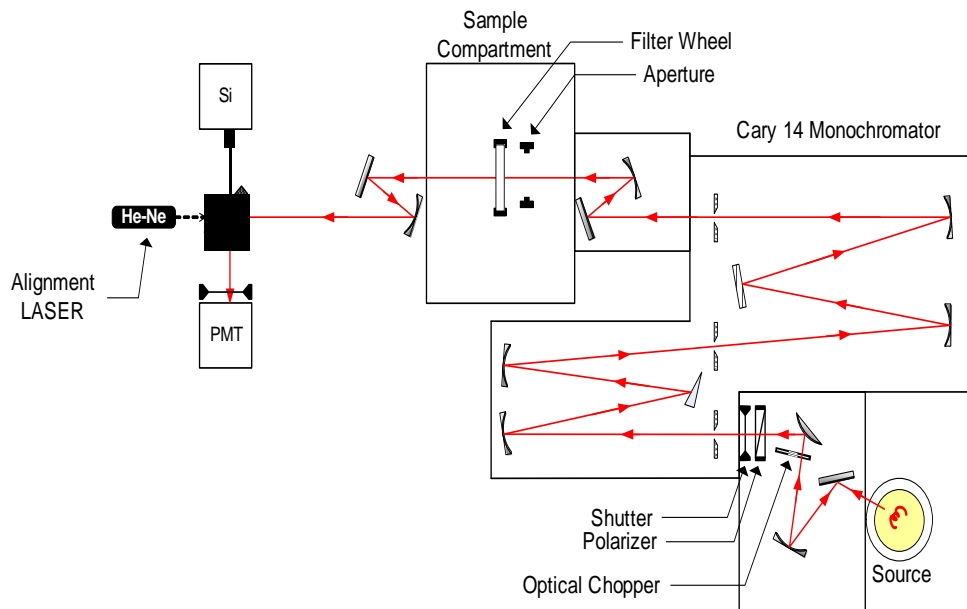 Sample
Compartment
Filter Wheel
Aperture
Si
Cary 14 Monochromator
He-Ne
Alignment
LASER
PMT
Shutter
Polarizer
Optical Chopper
Source